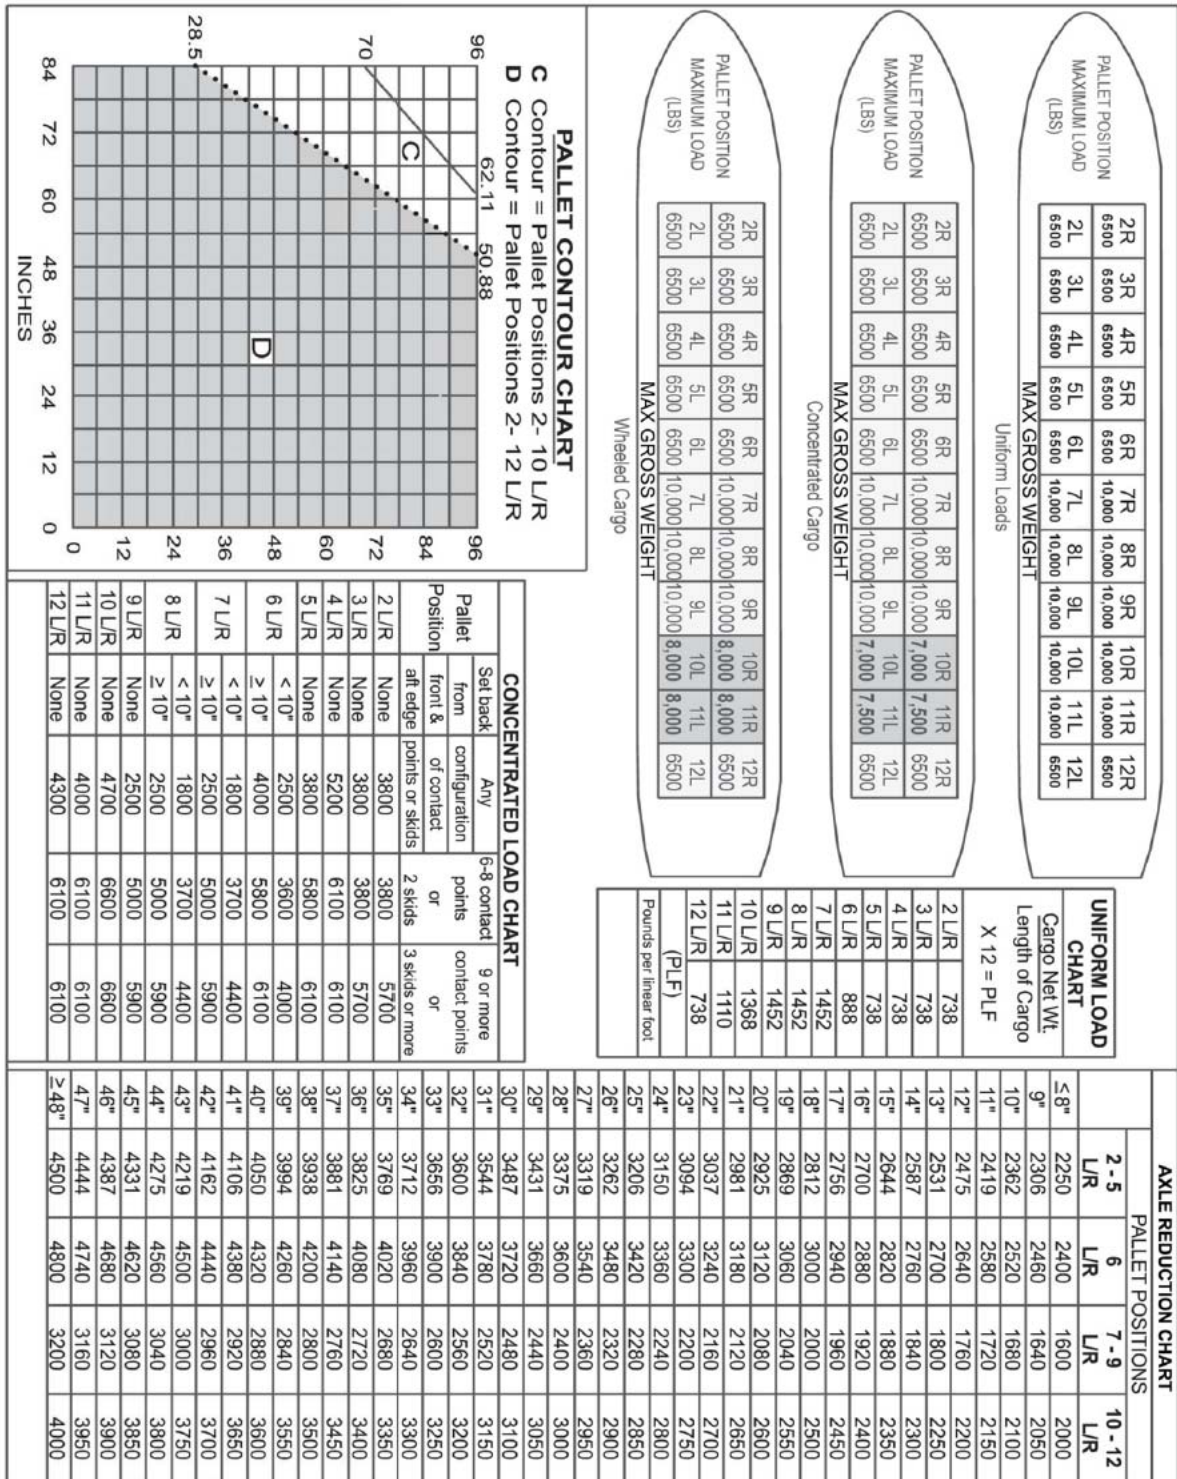 PALLET POSITION 2R 3R 4R 5R 6R 7R 8R 9R 10R 11R 12R
MAXIMUM LOAD 6500 6500 6500 6500 6500 10,000 10,000 10,000 10,000 10,000 6500
(LBS) 2L 3L 4L 5L 6L 7L 8L 9L 10L 11L 12L
6500 6500 6500 6500 6500 10,000 10,000 10,000 10,000 10,000 6500
MAX GROSS WEIGHT
Uniform Loads
PALLET POSITION 2R 3R 4R 5R 6R 7R 8R 9R 10R 11R 12R
MAXIMUM LOAD 6500 6500 6500 6500 6500 10,000 10,000 10,000 7,000 7,500 6500
(LBS) 2L 3L 4L 5L 6L 7L 8L 9L 10L 11L 12L
6500 6500 6500 6500 6500 10,000 10,000 10,000 7,000 7,500 6500
MAX GROSS WEIGHT
Concentrated Cargo
PALLET POSITION 2R 3R 4R 5R 6R 7R 8R 9R 10R 11R 12R
MAXIMUM LOAD 6500 6500 6500 6500 6500 10,000 10,000 10,000 8,000 8,000 6500
(LBS) 2L 3L 4L 5L 6L 7L 8L 9L 10L 11L 12L
6500 6500 6500 6500 6500 10,000 10,000 10,000 8,000 8,000 6500
MAX GROSS WEIGHT
Wheeled Cargo
PALLET CONTOUR CHART
C Contour = Pallet Positions 2- 10 L/R
D Contour = Pallet Positions 2- 12 L/R
96 62.11 50.88 96
84
70 C 72
60
D 48
36
24
12
28.5 0
84 72 60 48 36 24 12 0
INCHES
UNIFORM LOAD
CHART
Cargo Net Wt.
Length of Cargo
X 12 = PLF
2 L/R 738
3 L/R 738
4 L/R 738
5 L/R 738
6 L/R 888
7 L/R 1452
8 L/R 1452
9 L/R 1452
10 L/R 1368
11 L/R 1110
12 L/R 738
(PLF)
Pounds per linear foot
CONCENTRATED LOAD CHART
Pallet Position
Set back from front & aft edge
Any configuration of contact points or skids
6-8 contact points or 2 skids
9 or more contact points or 3 skids or more
2 L/R None 3800 3800 5700
3 L/R None 3800 3800 5700
4 L/R None 5200 6100 6100
5 L/R None 3800 5800 6100
6 L/R < 10" 2500 3600 4000
≥ 10" 4000 5800 6100
7 L/R < 10" 1800 3700 4400
≥ 10" 2500 5000 5900
8 L/R < 10" 1800 3700 4400
≥ 10" 2500 5000 5900
9 L/R None 2500 5000 5900
10 L/R None 4700 6600 6600
11 L/R None 4000 6100 6100
12 L/R None 4300 6100 6100
AXLE REDUCTION CHART
PALLET POSITIONS
2 - 5 L/R 6 L/R 7 - 9 L/R 10 - 12 L/R
≤8" 2250 2400 1600 2000
9" 2306 2460 1640 2050
10" 2362 2520 1680 2100
11" 2419 2580 1720 2150
12" 2475 2640 1760 2200
13" 2531 2700 1800 2250
14" 2587 2760 1840 2300
15" 2644 2820 1880 2350
16" 2700 2880 1920 2400
17" 2756 2940 1960 2450
18" 2812 3000 2000 2500
19" 2869 3060 2040 2550
20" 2925 3120 2080 2600
21" 2981 3180 2120 2650
22" 3037 3240 2160 2700
23" 3094 3300 2200 2750
24" 3150 3360 2240 2800
25" 3206 3420 2280 2850
26" 3262 3480 2320 2900
27" 3319 3540 2360 2950
28" 3375 3600 2400 3000
29" 3431 3660 2440 3050
30" 3487 3720 2480 3100
31" 3544 3780 2520 3150
32" 3600 3840 2560 3200
33" 3656 3900 2600 3250
34" 3712 3960 2640 3300
35" 3769 4020 2680 3350
36" 3825 4080 2720 3400
37" 3881 4140 2760 3450
38" 3938 4200 2800 3500
39" 3994 4260 2840 3550
40" 4050 4320 2880 3600
41" 4106 4380 2920 3650
42" 4162 4440 2960 3700
43" 4219 4500 3000 3750
44" 4275 4560 3040 3800
45" 4331 4620 3080 3850
46" 4387 4680 3120 3900
47" 4444 4740 3160 3950
≥48" 4500 4800 3200 4000